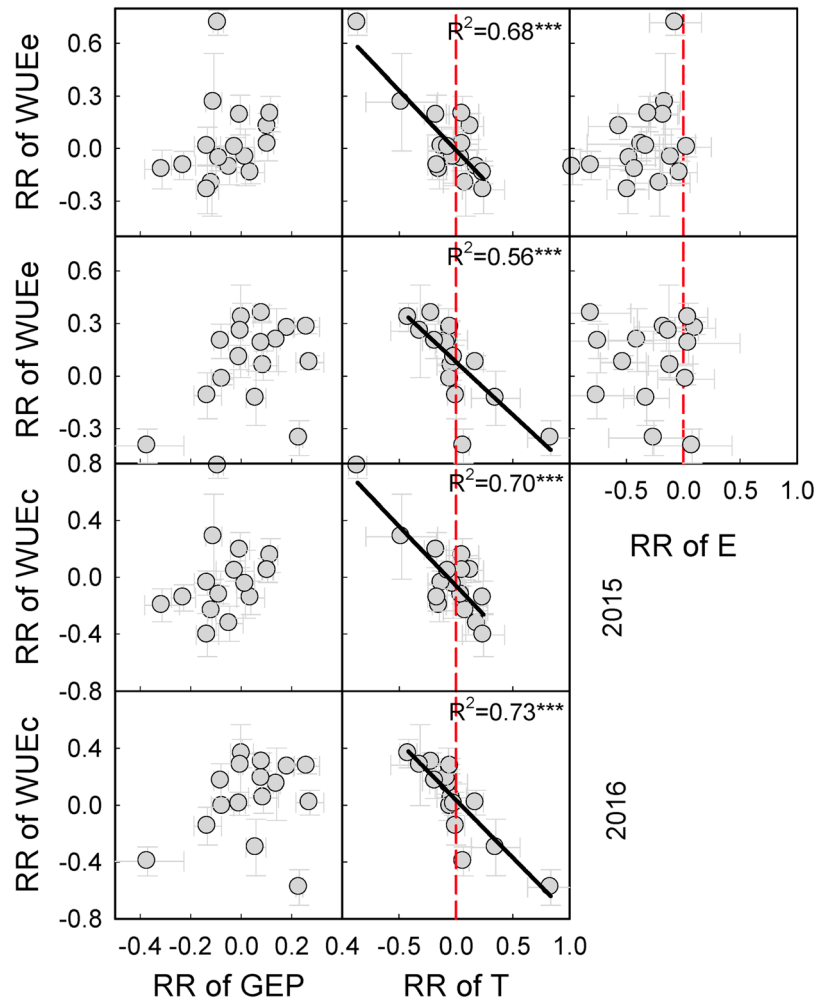 R²=0.68***
0.6
0.3
0.0
-0.3
RR of WUEe
R²=0.56***
0.6
0.3
0.0
-0.3
RR of WUEe
-0.5 0.0 0.5 1.0
RR of E
R²=0.70***
0.8
0.4
0.0
-0.4
-0.8
RR of WUEc
2015
R²=0.73***
0.4
0.0
-0.4
-0.8
RR of WUEc
2016
-0.4 -0.2 0.0 0.2 0.4
-0.5 0.0 0.5 1.0
RR of GEP
RR of T